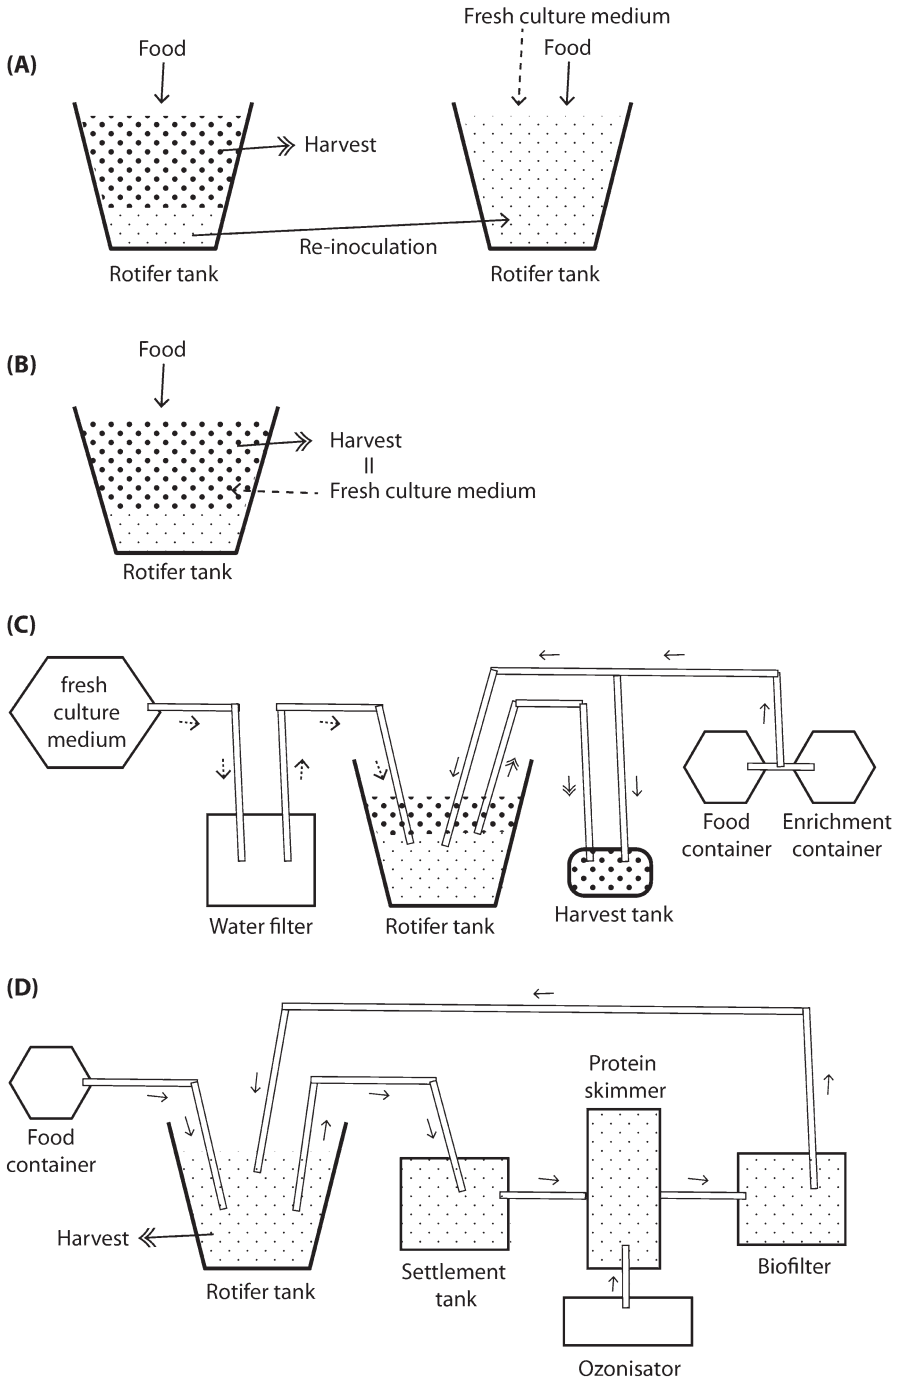 Fresh culture medium
(A)
Food
Food
Harvest
Re-inoculation
Rotifer tank
Rotifer tank
(B)
Food
Harvest
=
Fresh culture medium
Rotifer tank
(C)
fresh
culture
medium
Food
container
Enrichment
container
Water filter
Rotifer tank
Harvest tank
(D)
Protein
skimmer
Food
container
Harvest
Rotifer tank
Settlement
tank
Biofilter
Ozonisator